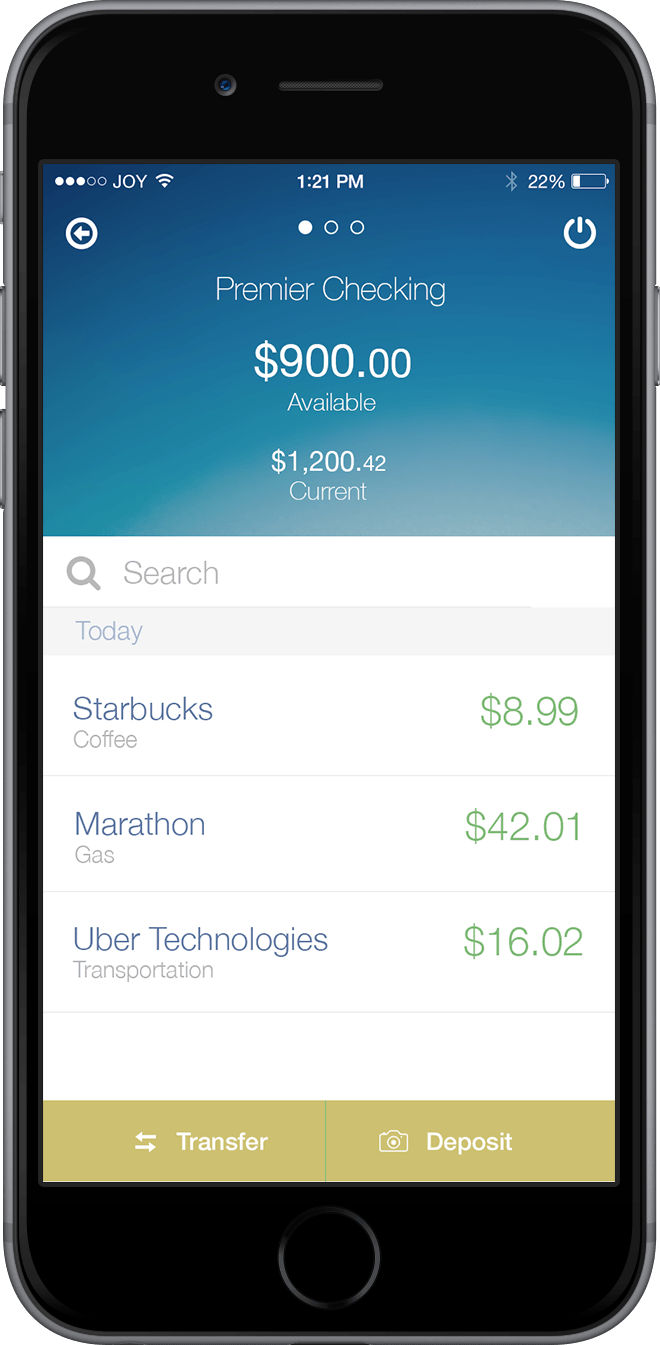 JOY 1:21 PM 22%
Premier Checking
$900.00
Available
$1,200.42
Current
Search
Today
Starbucks $8.99
Coffee
Marathon $42.01
Gas
Uber Technologies $16.02
Transportation
Transfer Deposit